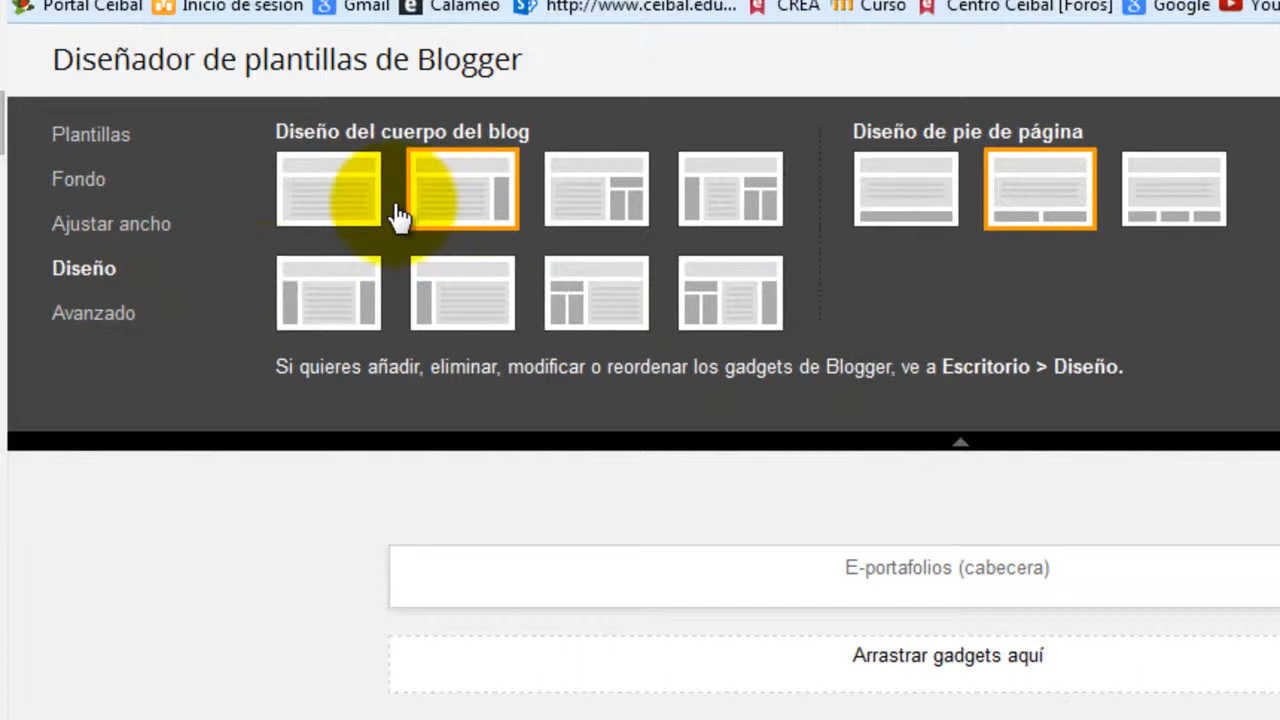 Portal Ceibal Inicio de sesión Gmail Calameo http://www.ceibal.edu... CREA Curso Centro Ceibal [Foros] Google You
Diseñador de plantillas de Blogger
Plantillas
Fondo
Ajustar ancho
Diseño
Avanzado
Diseño del cuerpo del blog
Diseño de pie de página
Si quieres añadir, eliminar, modificar o reordenar los gadgets de Blogger, ve a Escritorio > Diseño.
E-portafolios (cabecera)
Arrastrar gadgets aquí